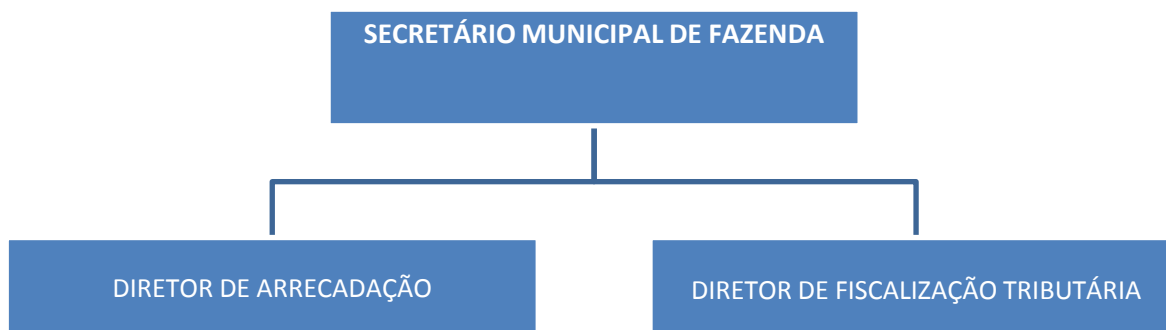 SECRETÁRIO MUNICIPAL DE FAZENDA
DIRETOR DE ARRECADAÇÃO
DIRETOR DE FISCALIZAÇÃO TRIBUTÁRIA